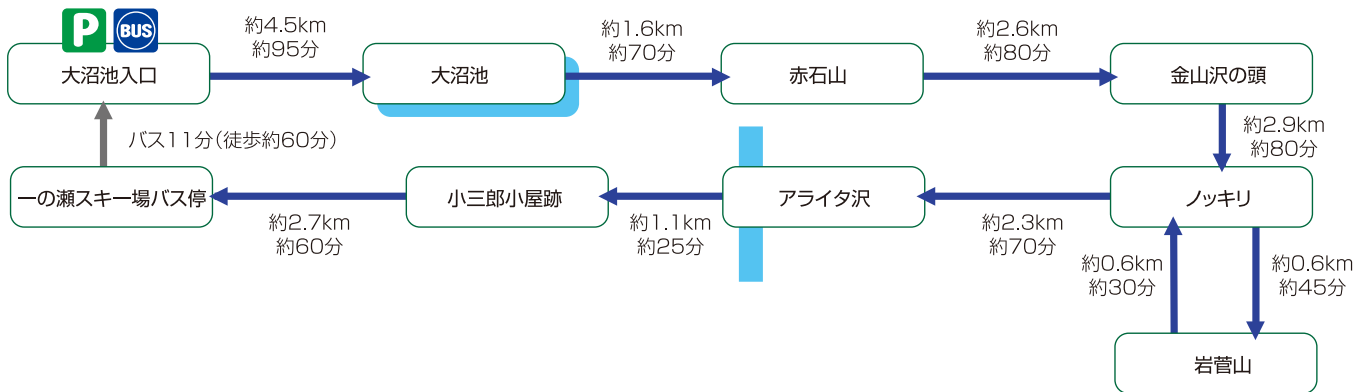 P BUS
大沼池入口
約4.5km
約95分
大沼池
約1.6km
約70分
赤石山
約2.6km
約80分
金山沢の頭
約2.9km
約80分
ノッキリ
約0.6km
約45分
岩菅山
約0.6km
約30分
約2.3km
約70分
アライタ沢
約1.1km
約25分
小三郎小屋跡
約2.7km
約60分
一の瀬スキー場バス停
バス11分(徒歩約60分)